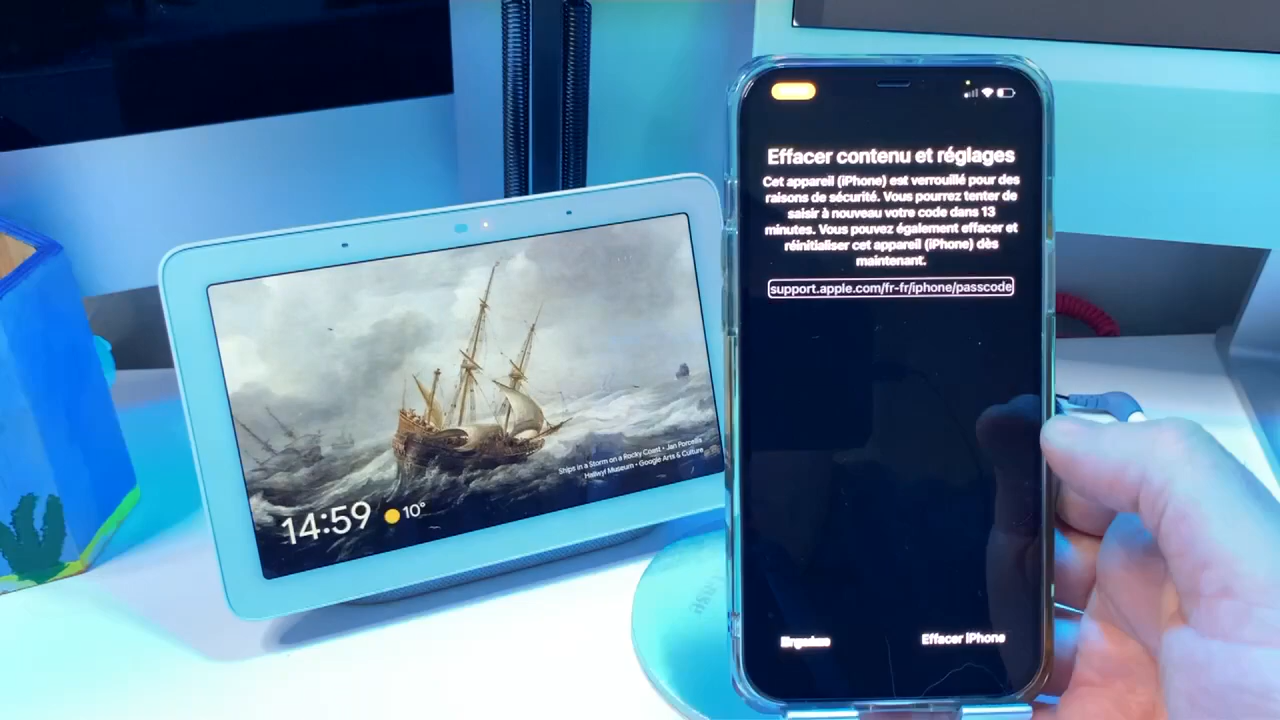 Effacer contenu et réglages
Cet appareil (iPhone) est verrouillé pour des
raisons de sécurité. Vous pourrez tenter de
saisir à nouveau votre code dans 13
minutes. Vous pouvez également effacer et
réinitialiser cet appareil (iPhone) dès
maintenant.
support.apple.com/fr-fr/iphone/passcode
Effacer iPhone
Ships in a Storm on a Rocky Coast • Jan Porcellis
Hallwyl Museum - Google Arts & Culture
14:59 10°